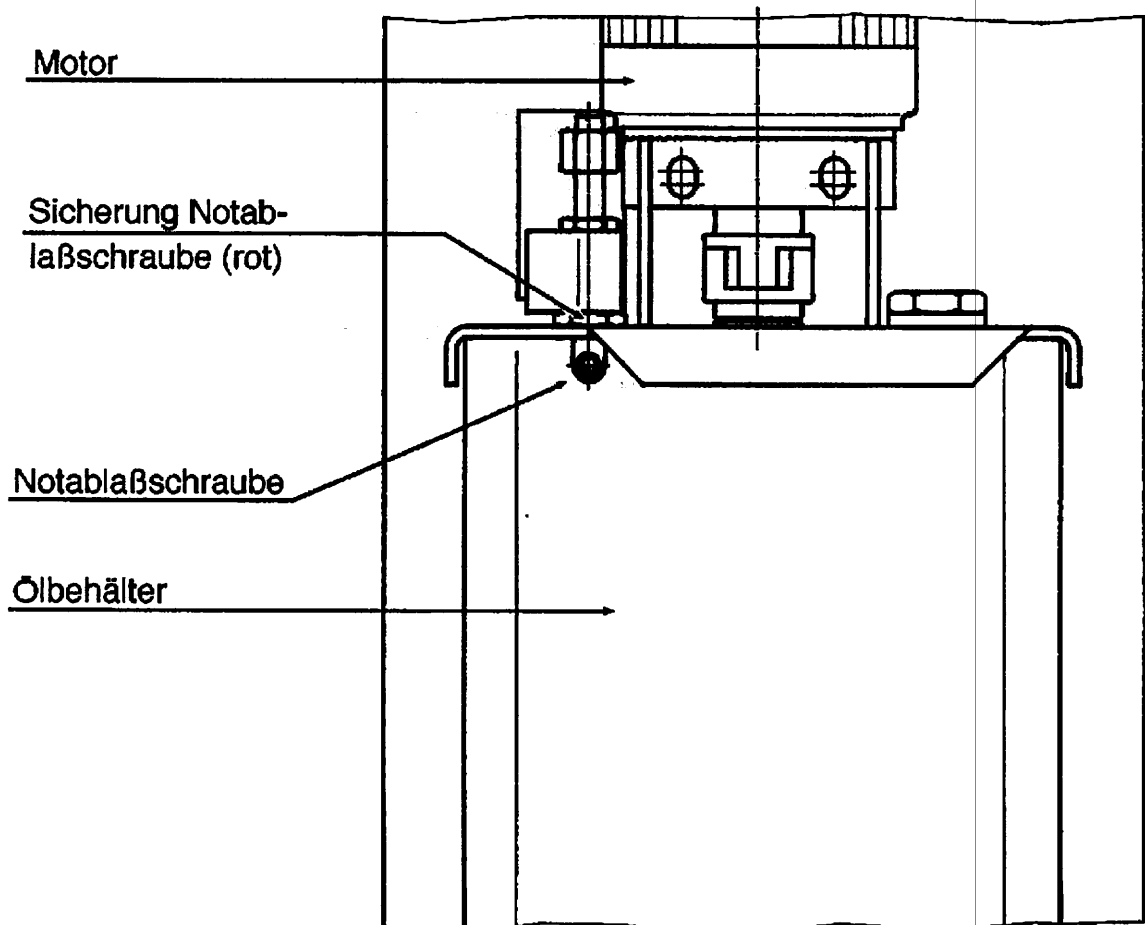 Motor
Sicherung Notab-
laßschraube (rot)
Notablaßschraube
Ölbehälter